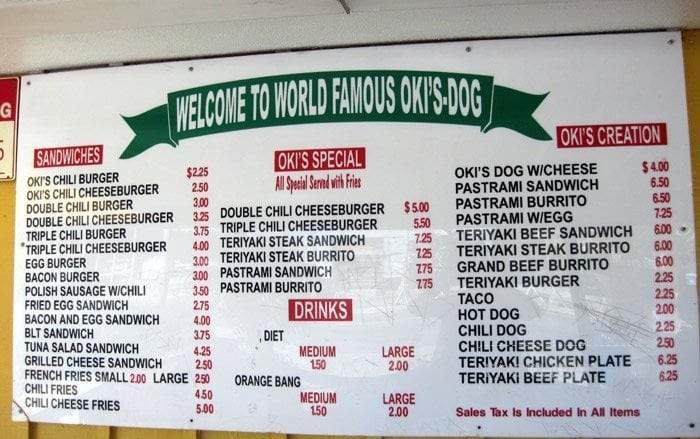 G
5
WELCOME TO WORLD FAMOUS OKI'S-DOG
SANDWICHES
OKI'S CHILI BURGER $2.25
OKI'S CHILI CHEESEBURGER 2.50
DOUBLE CHILI BURGER 3.00
DOUBLE CHILI CHEESEBURGER 3.25
TRIPLE CHILI BURGER 3.75
TRIPLE CHILI CHEESEBURGER 4.00
EGG BURGER 3.00
BACON BURGER 3.00
POLISH SAUSAGE W/CHILI 3.50
FRIED EGG SANDWICH 2.75
BACON AND EGG SANDWICH 4.00
BLT SANDWICH 3.75
TUNA SALAD SANDWICH 4.25
GRILLED CHEESE SANDWICH 2.50
FRENCH FRIES SMALL 2.00 LARGE 2.50
CHILI FRIES 4.50
CHILI CHEESE FRIES 5.00
OKI'S SPECIAL
All Special Served with Fries
DOUBLE CHILI CHEESEBURGER $5.00
TRIPLE CHILI CHEESEBURGER 5.50
TERIYAKI STEAK SANDWICH 7.25
TERIYAKI STEAK BURRITO 7.25
PASTRAMI SANDWICH 7.75
PASTRAMI BURRITO 7.75
DRINKS
, DIET
MEDIUM LARGE
1.50 2.00
ORANGE BANG
MEDIUM LARGE
1.50 2.00
OKI'S CREATION
OKI'S DOG W/CHEESE $4.00
PASTRAMI SANDWICH 6.50
PASTRAMI BURRITO 6.50
PASTRAMI W/EGG 7.25
TERIYAKI BEEF SANDWICH 6.00
TERIYAKI STEAK BURRITO 6.00
GRAND BEEF BURRITO 6.00
TERIYAKI BURGER 2.25
TACO 2.25
HOT DOG 2.00
CHILI DOG 2.25
CHILI CHEESE DOG 2.50
TERIYAKI CHICKEN PLATE 6.25
TERIYAKI BEEF PLATE 6.25
Sales Tax Is Included In All Items